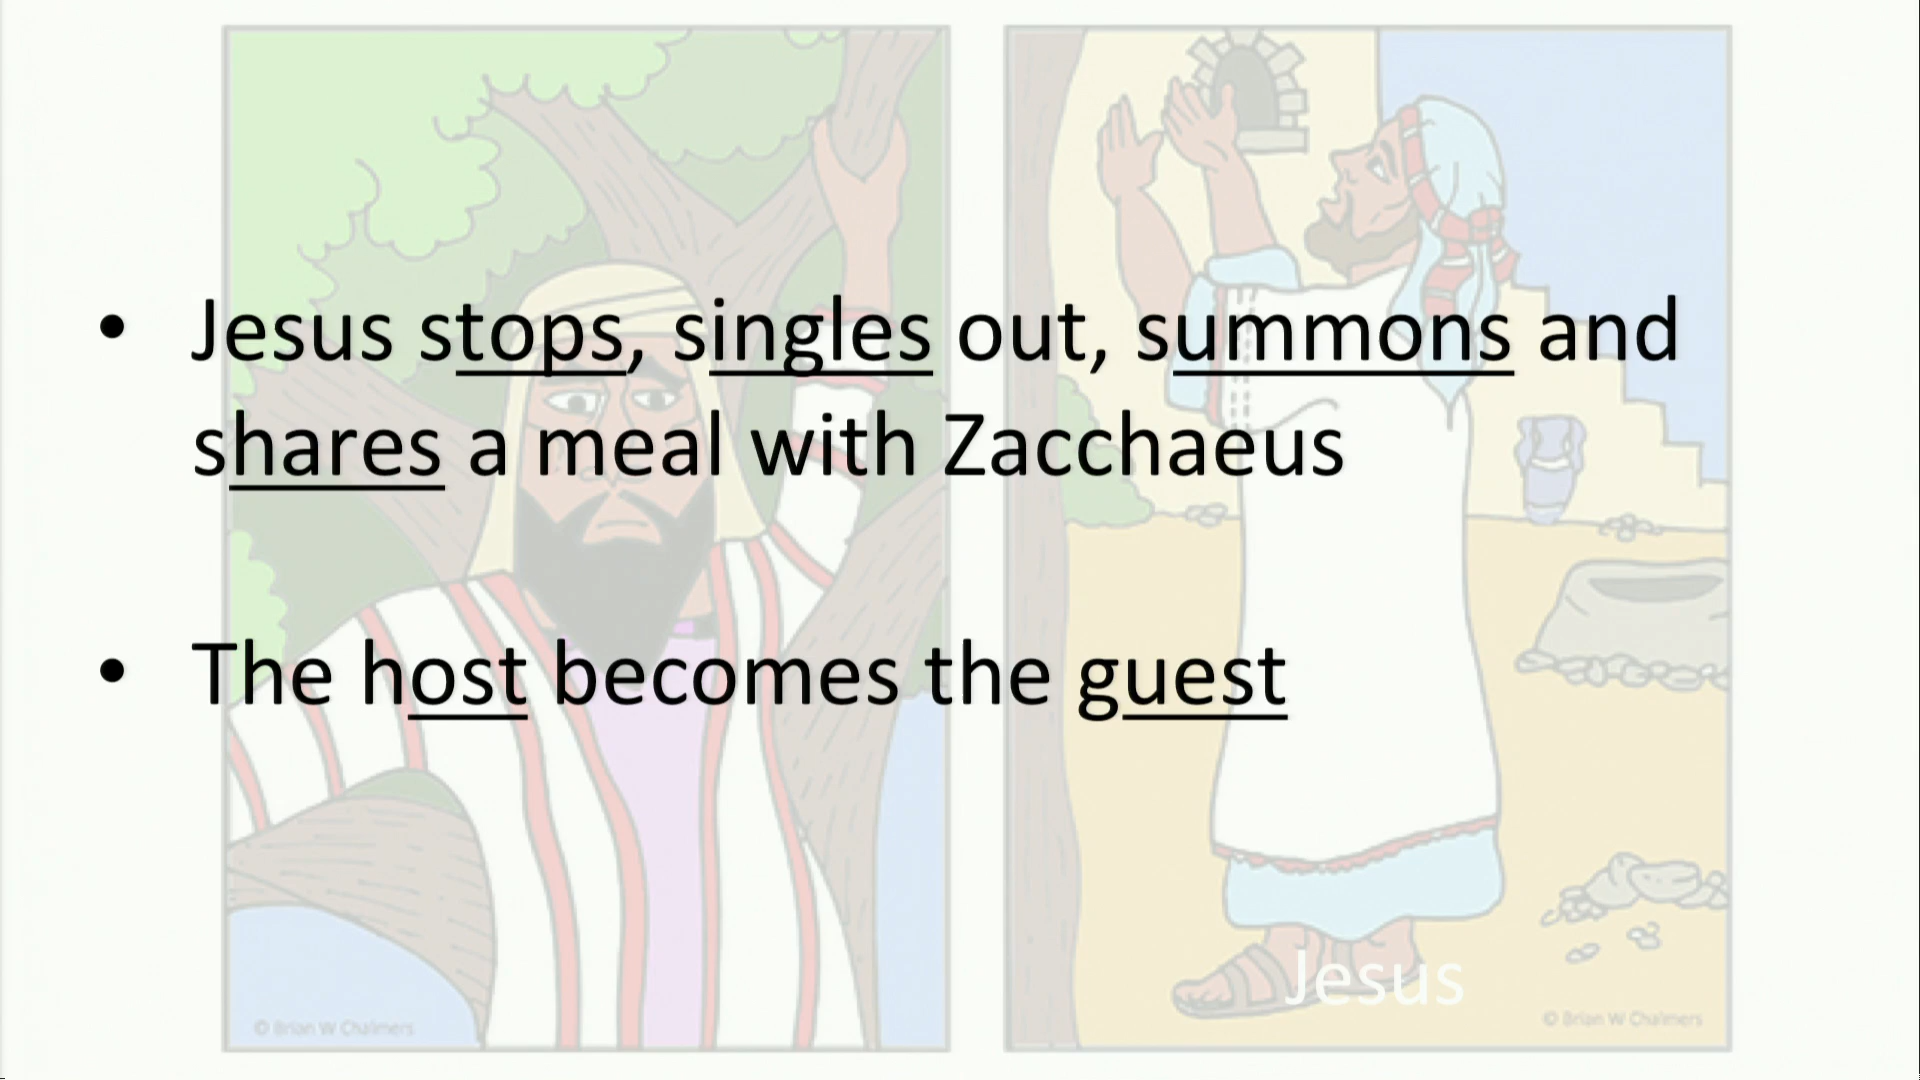 • Jesus stops, singles out, summons and
shares a meal with Zacchaeus
• The host becomes the guest
Jesus
© Brian W Chalmers
© Brian W Chalmers